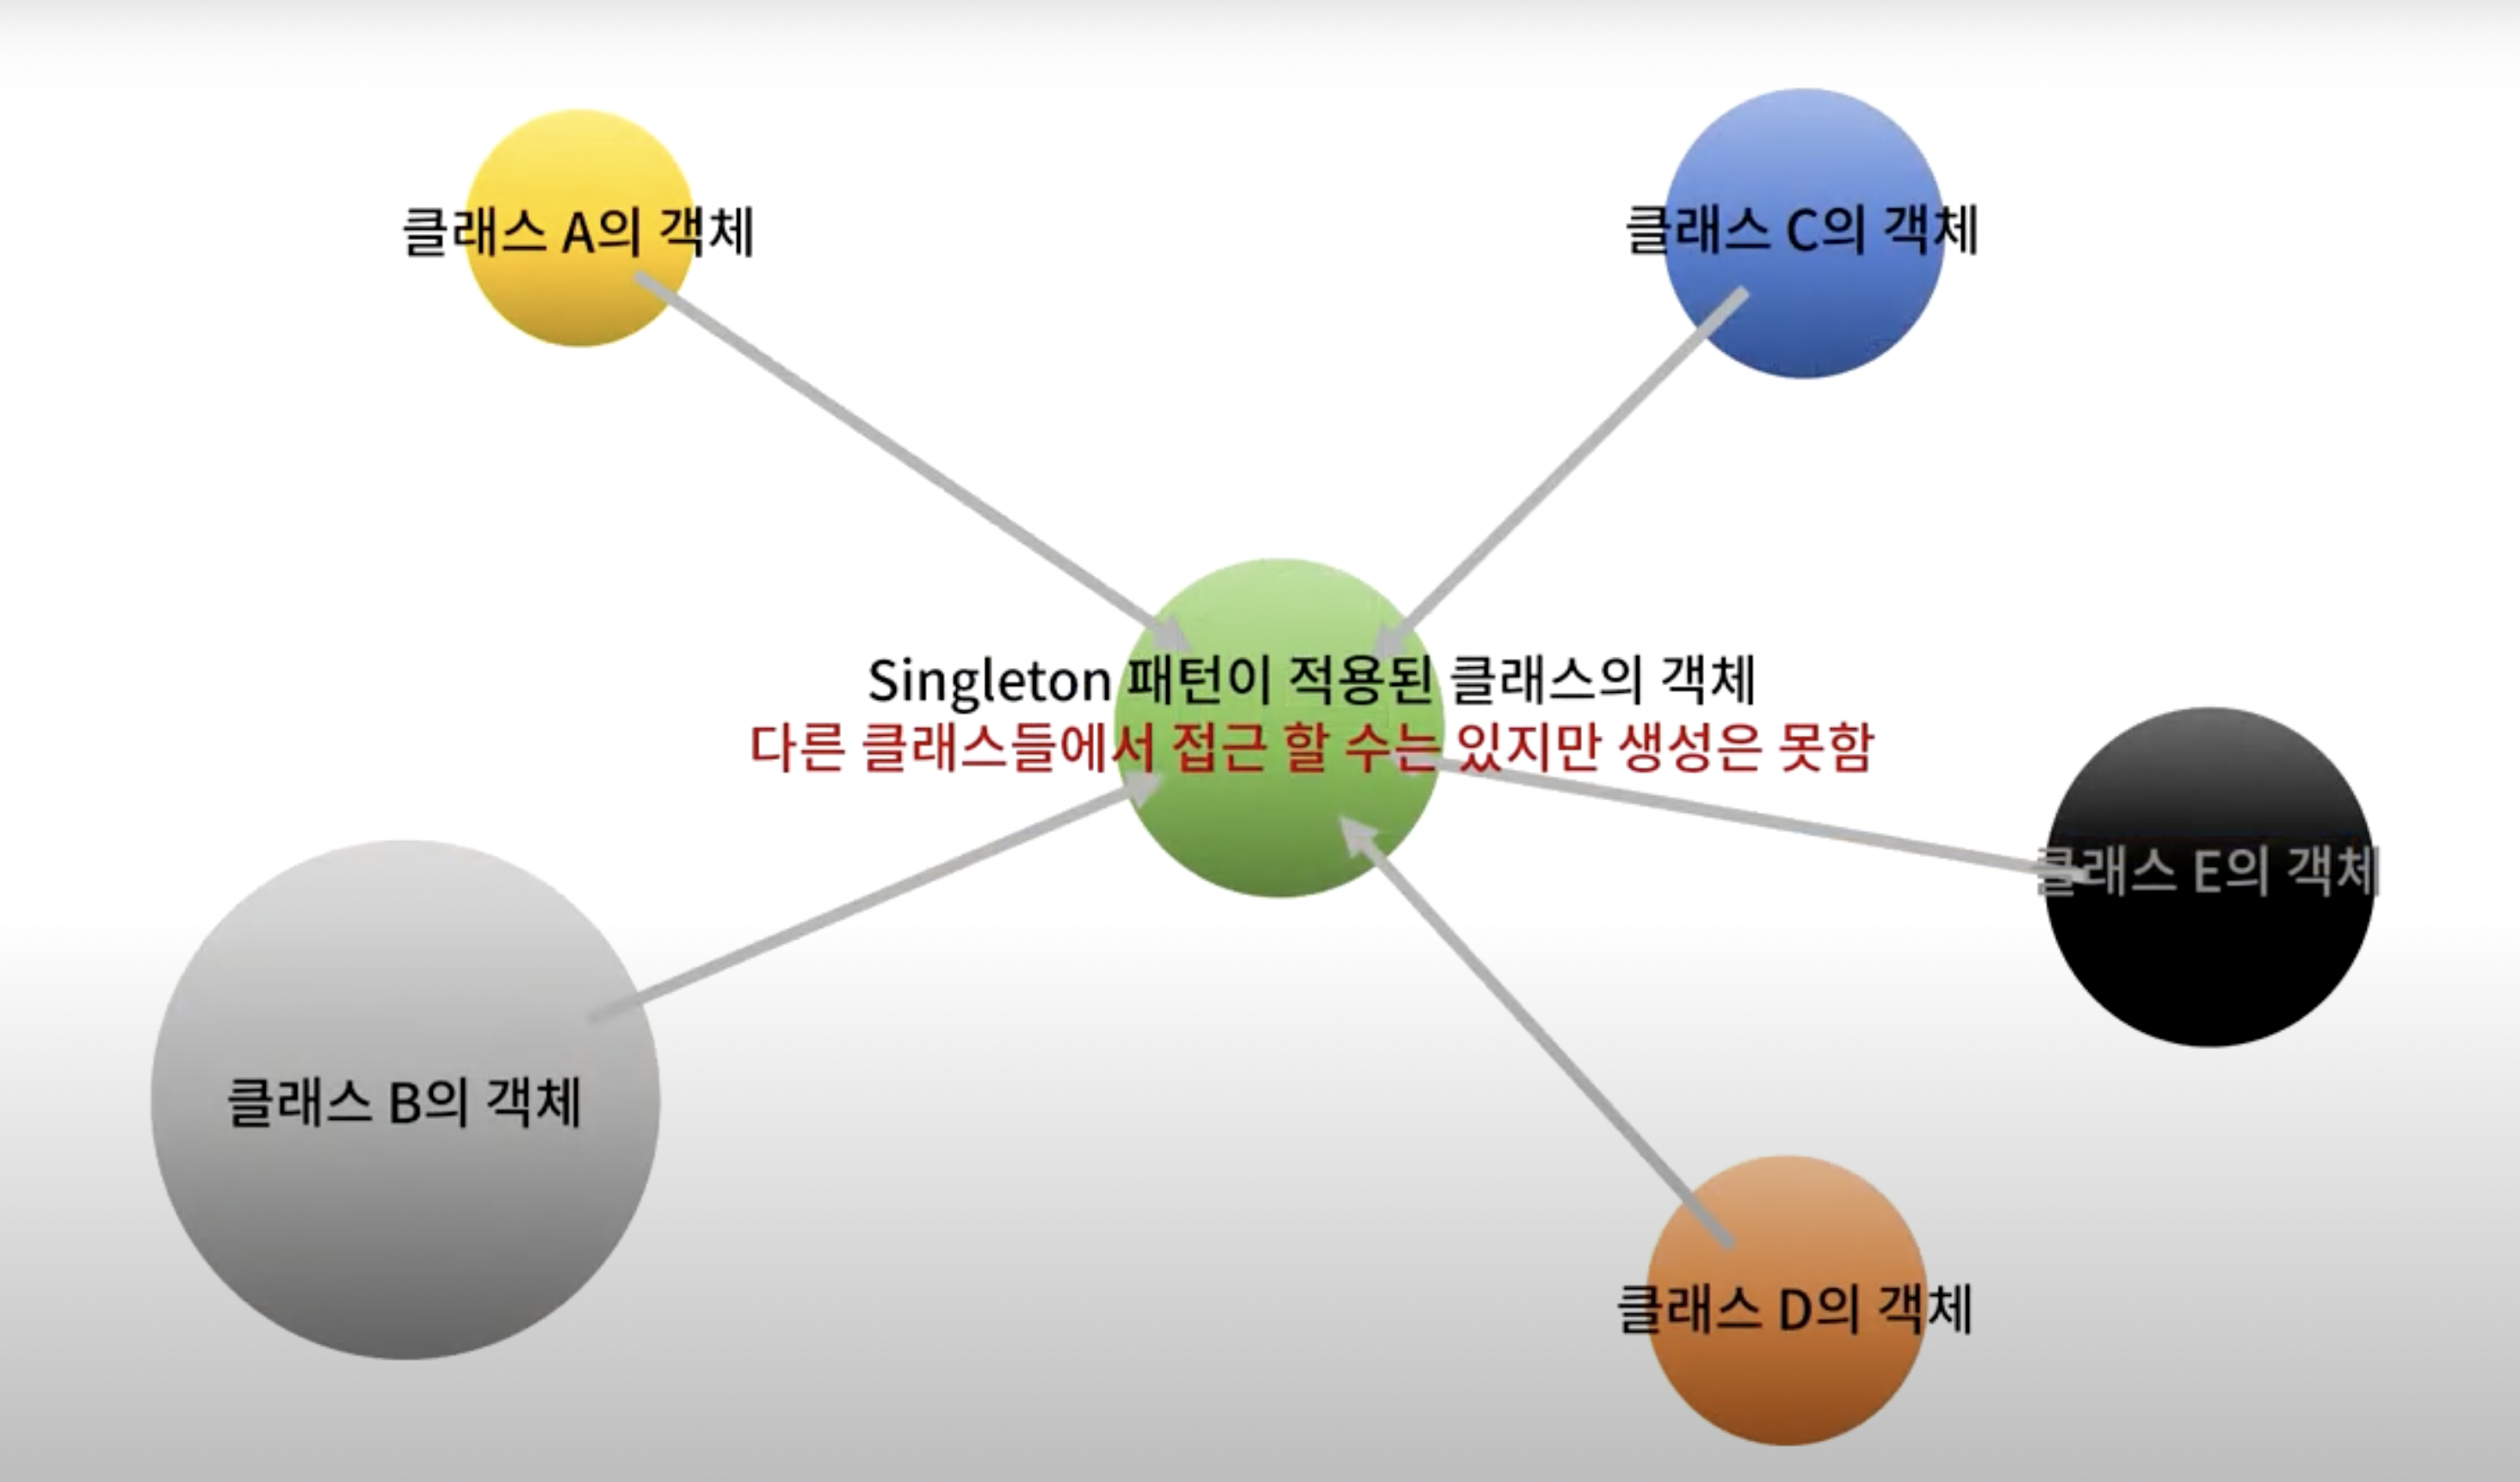 클래스 A의 객체
클래스 C의 객체
Singleton 패턴이 적용된 클래스의 객체
다른 클래스들에서 접근 할 수는 있지만 생성은 못함
클래스 E의 객체
클래스 B의 객체
클래스 D의 객체